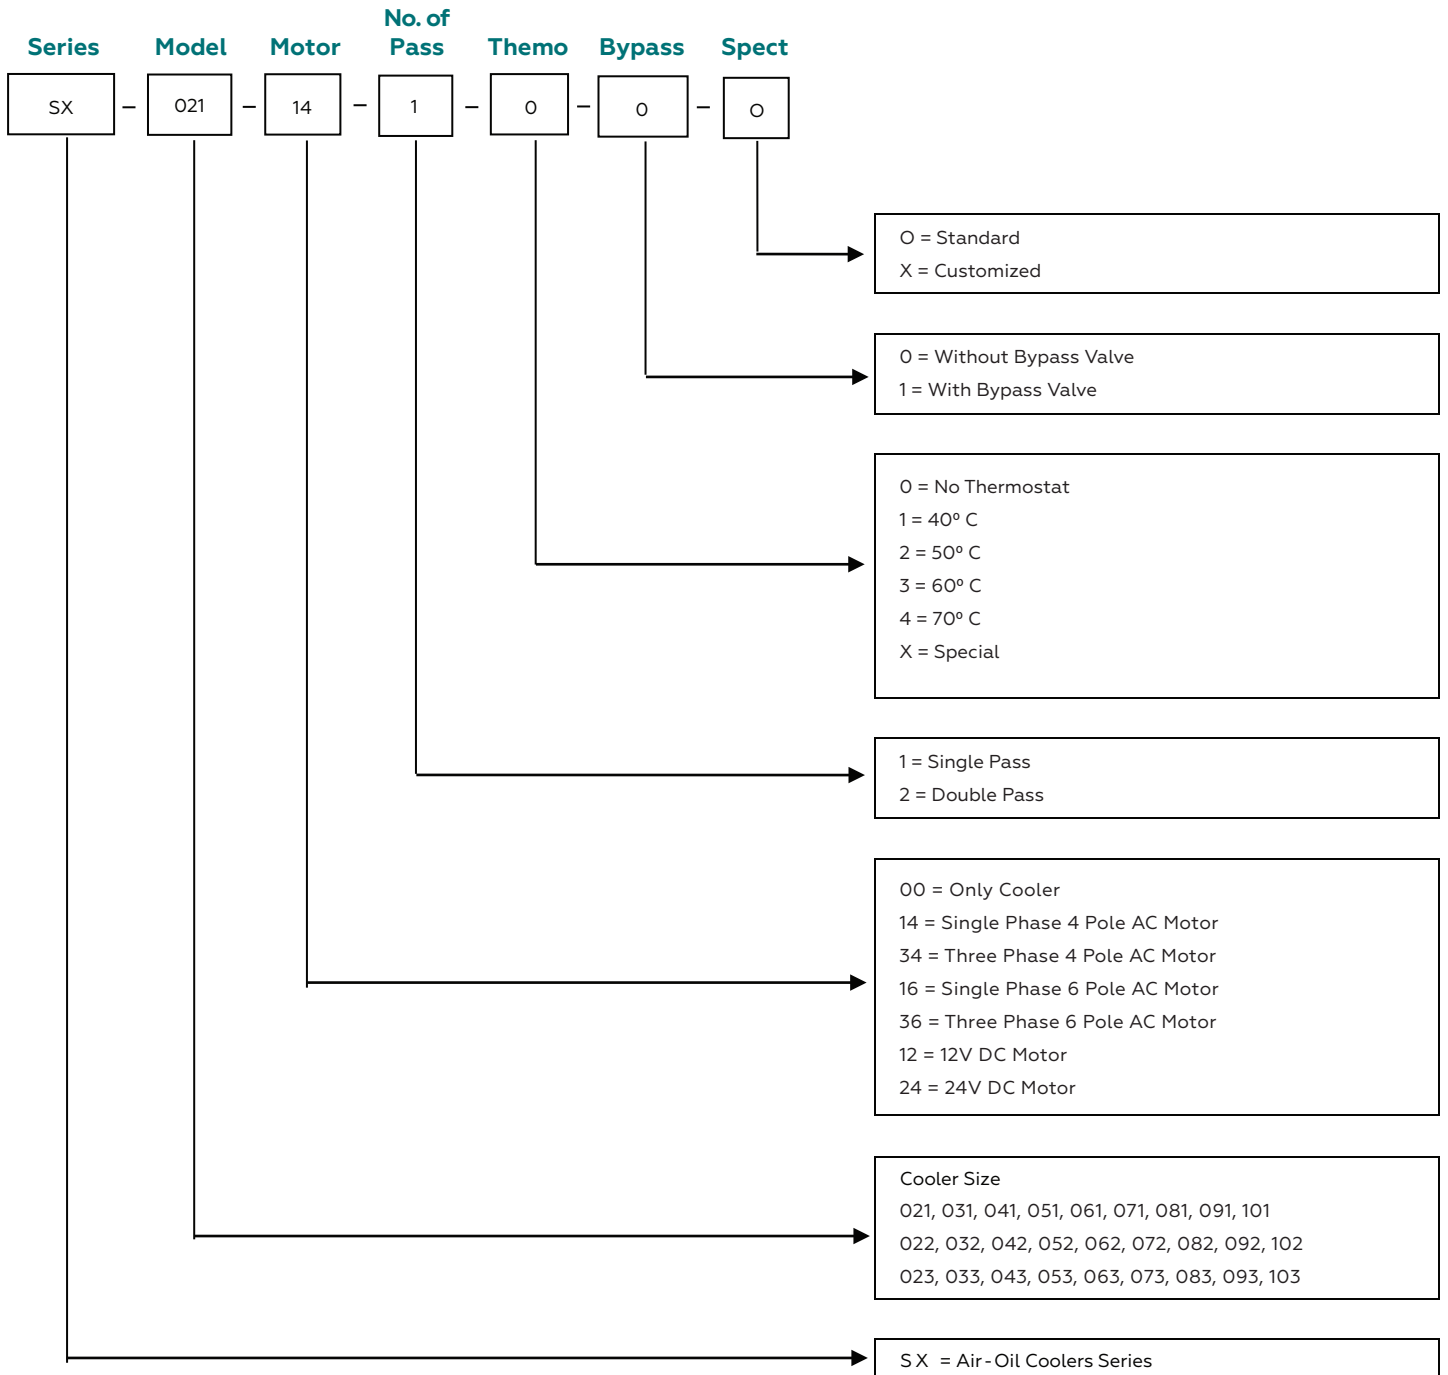 No. of
Series Model Motor Pass Themo Bypass Spect
SX – 021 – 14 – 1 – 0 – 0 – O
O = Standard
X = Customized
0 = Without Bypass Valve
1 = With Bypass Valve
0 = No Thermostat
1 = 40º C
2 = 50º C
3 = 60º C
4 = 70º C
X = Special
1 = Single Pass
2 = Double Pass
00 = Only Cooler
14 = Single Phase 4 Pole AC Motor
34 = Three Phase 4 Pole AC Motor
16 = Single Phase 6 Pole AC Motor
36 = Three Phase 6 Pole AC Motor
12 = 12V DC Motor
24 = 24V DC Motor
Cooler Size
021, 031, 041, 051, 061, 071, 081, 091, 101
022, 032, 042, 052, 062, 072, 082, 092, 102
023, 033, 043, 053, 063, 073, 083, 093, 103
SX = Air-Oil Coolers Series